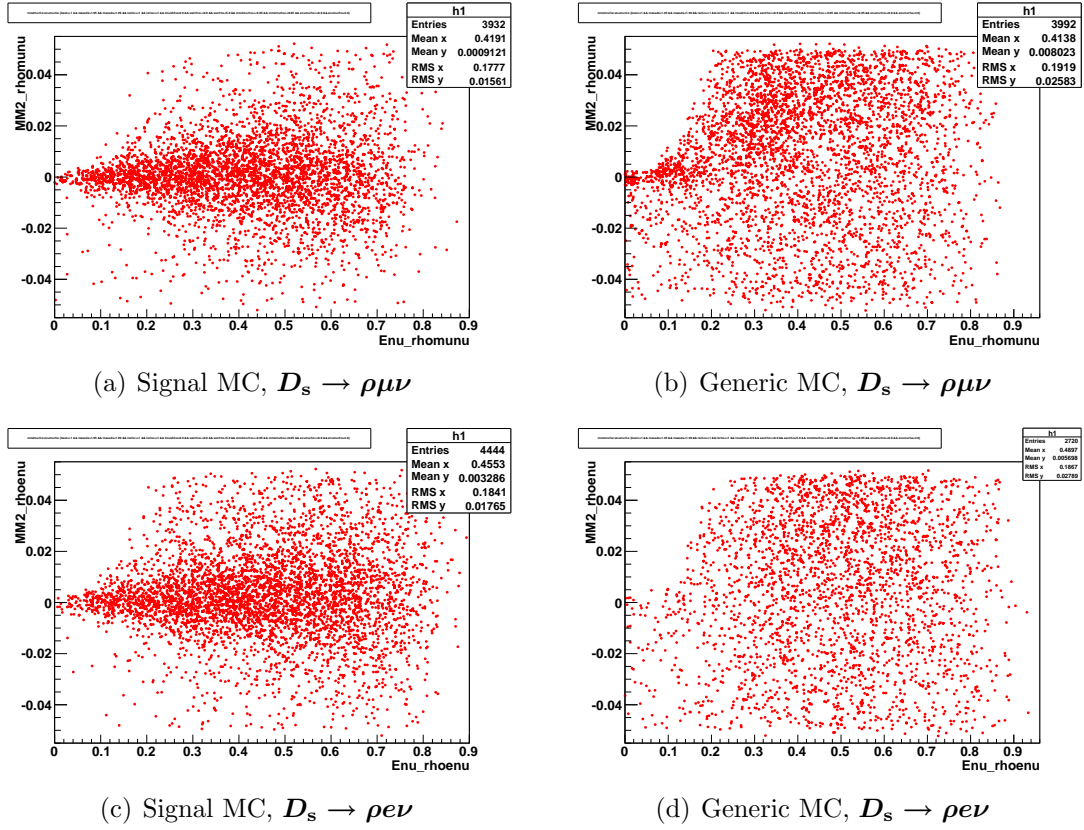 h1
Entries 3932
Mean x 0.4191
Mean y 0.0009121
RMS x 0.1777
RMS y 0.01561
MM2_rhomunu
0.04
0.02
0
-0.02
-0.04
0 0.1 0.2 0.3 0.4 0.5 0.6 0.7 0.8 0.9
Enu_rhomunu
(a) Signal MC, Dₛ → ρμν
h1
Entries 3992
Mean x 0.4138
Mean y 0.008023
RMS x 0.1919
RMS y 0.02583
MM2_rhomunu
0.04
0.02
0
-0.02
-0.04
0 0.1 0.2 0.3 0.4 0.5 0.6 0.7 0.8 0.9
Enu_rhomunu
(b) Generic MC, Dₛ → ρμν
h1
Entries 4444
Mean x 0.4553
Mean y 0.003286
RMS x 0.1841
RMS y 0.01765
MM2_rhoenu
0.04
0.02
0
-0.02
-0.04
0 0.1 0.2 0.3 0.4 0.5 0.6 0.7 0.8 0.9
Enu_rhoenu
(c) Signal MC, Dₛ → ρeν
h1
Entries 2720
Mean x 0.4897
Mean y 0.005698
RMS x 0.1867
RMS y 0.02789
MM2_rhoenu
0.04
0.02
0
-0.02
-0.04
0 0.1 0.2 0.3 0.4 0.5 0.6 0.7 0.8 0.9
Enu_rhoenu
(d) Generic MC, Dₛ → ρeν